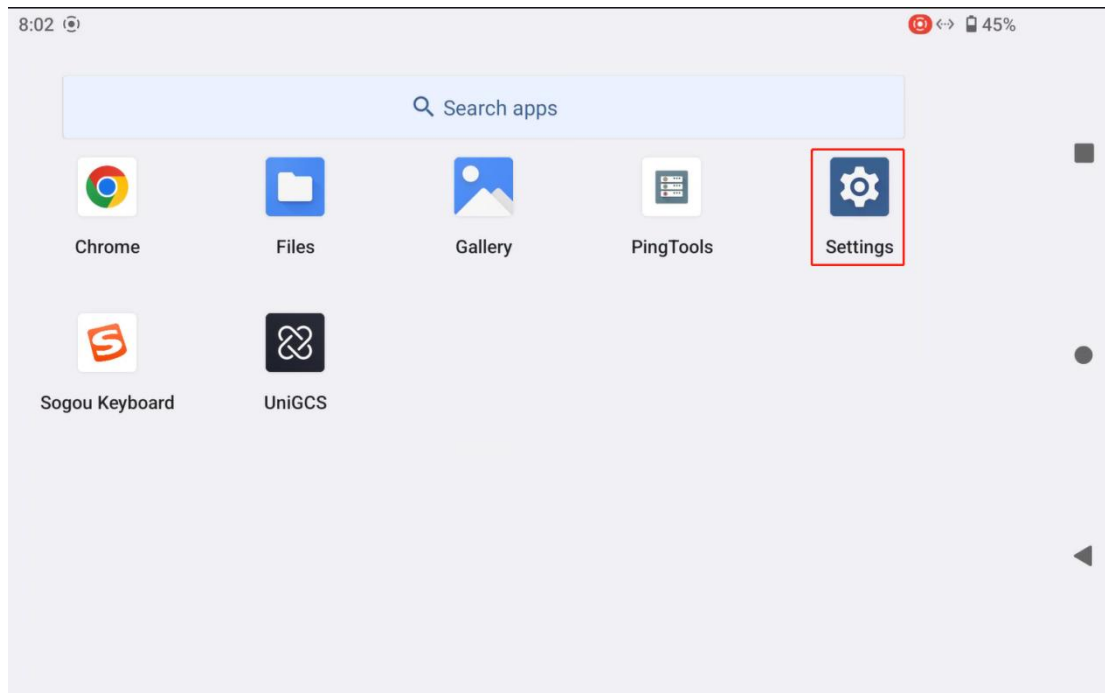 8:02
45%
Search apps
Chrome
Files
Gallery
PingTools
Settings
Sogou Keyboard
UniGCS